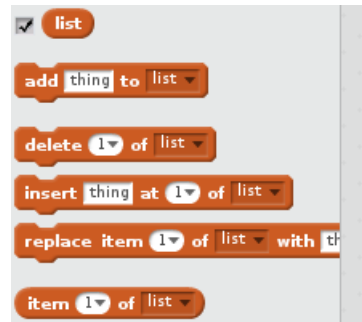 list
add thing to list
delete 1 of list
insert thing at 1 of list
replace item 1 of list with th
item 1 of list